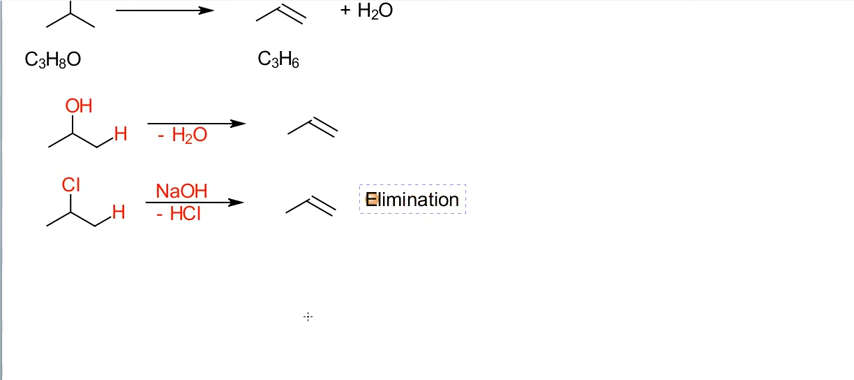 + H₂O
C₃H₈O
C₃H₆
OH
H
- H₂O
Cl
H
NaOH
- HCl
Elimination